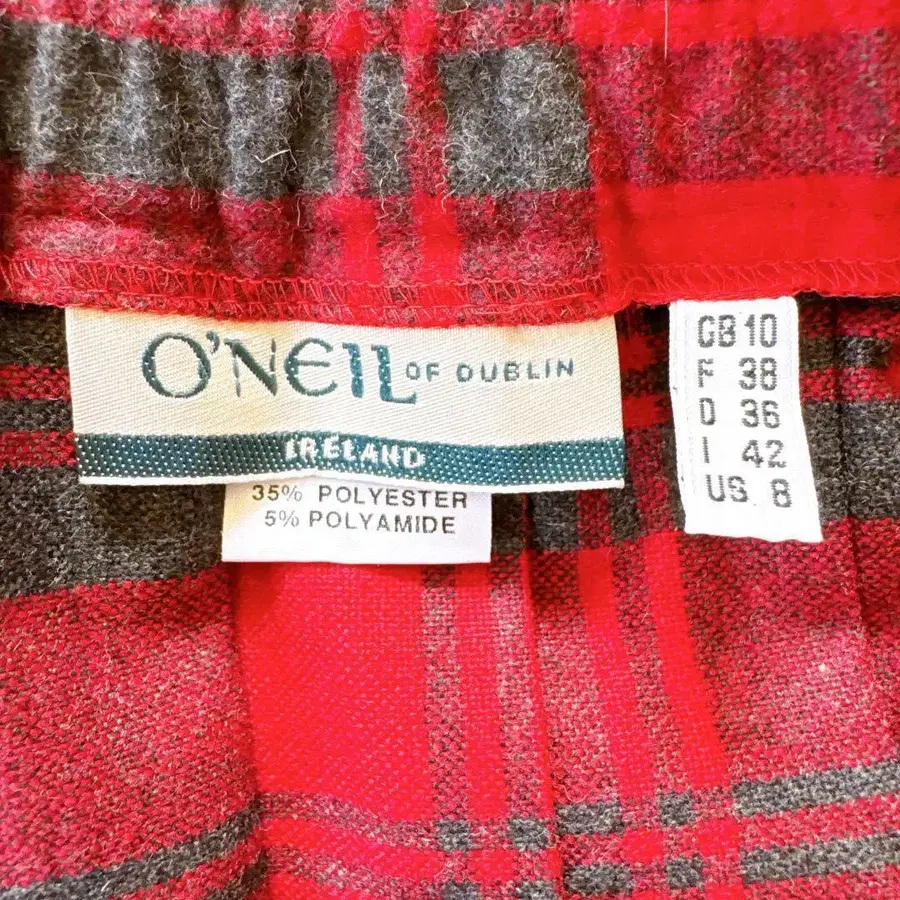 O'NEIL OF DUBLIN
IRELAND
35% POLYESTER
5% POLYAMIDE
GB 10
F 38
D 36
I 42
US 8